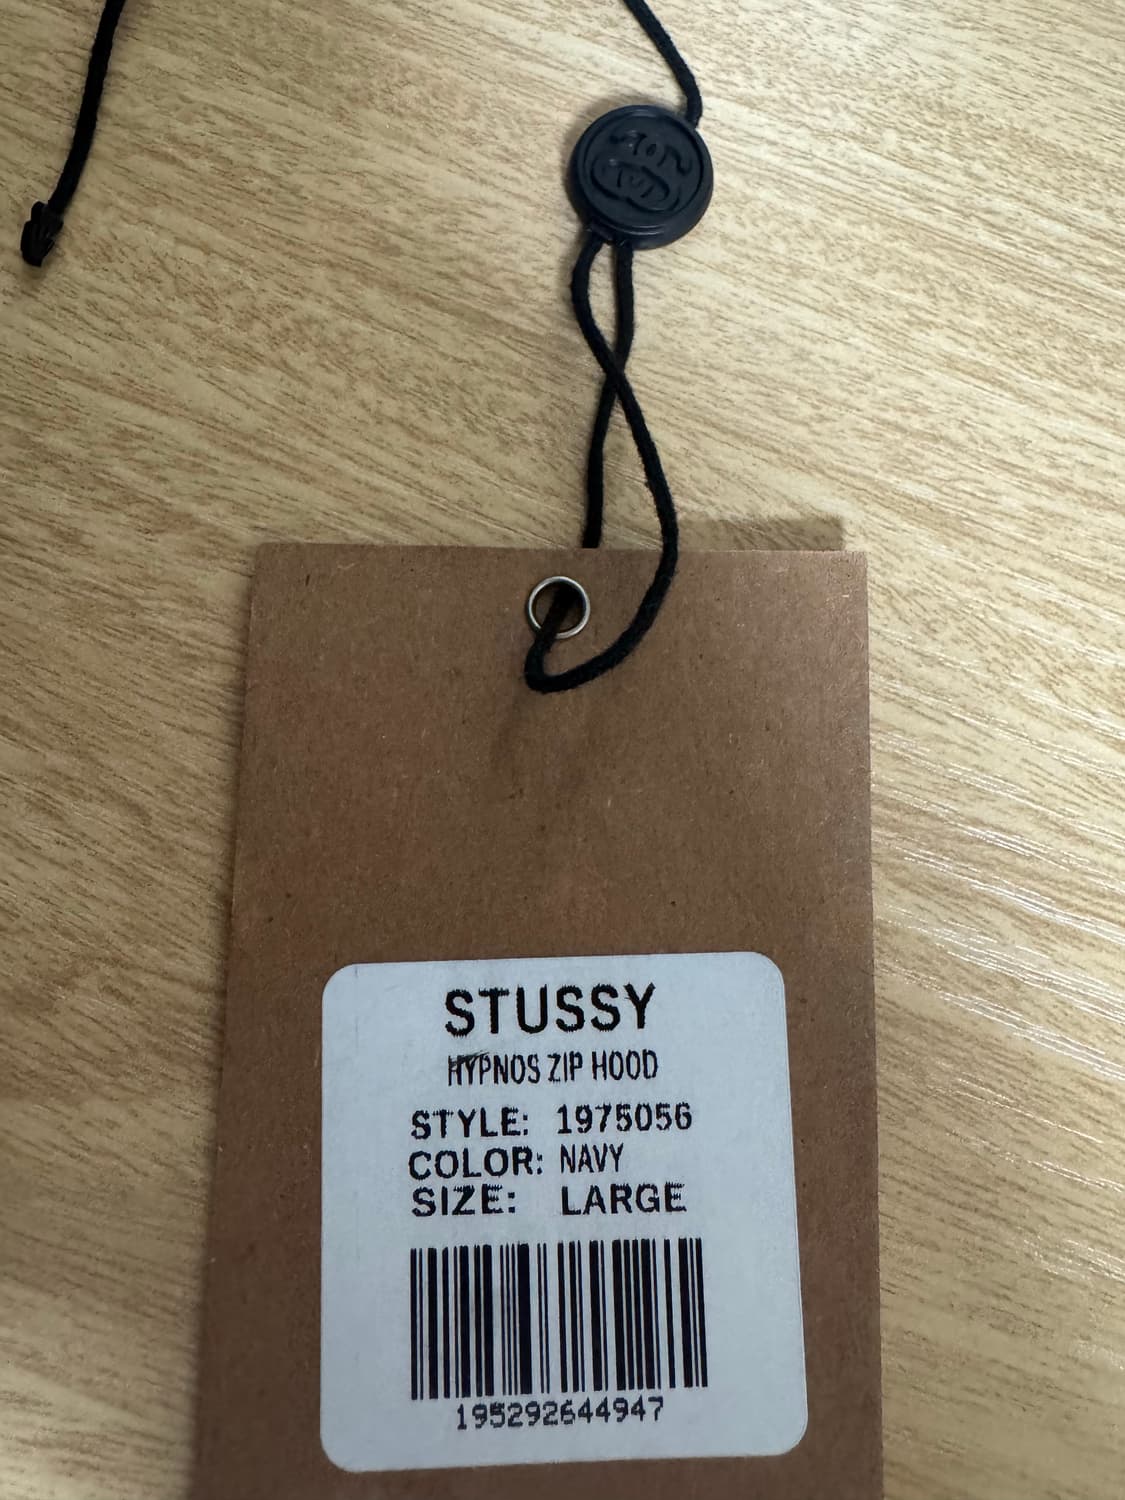 STUSSY
HYPNOS ZIP HOOD
STYLE: 1975056
COLOR: NAVY
SIZE: LARGE
195292644947